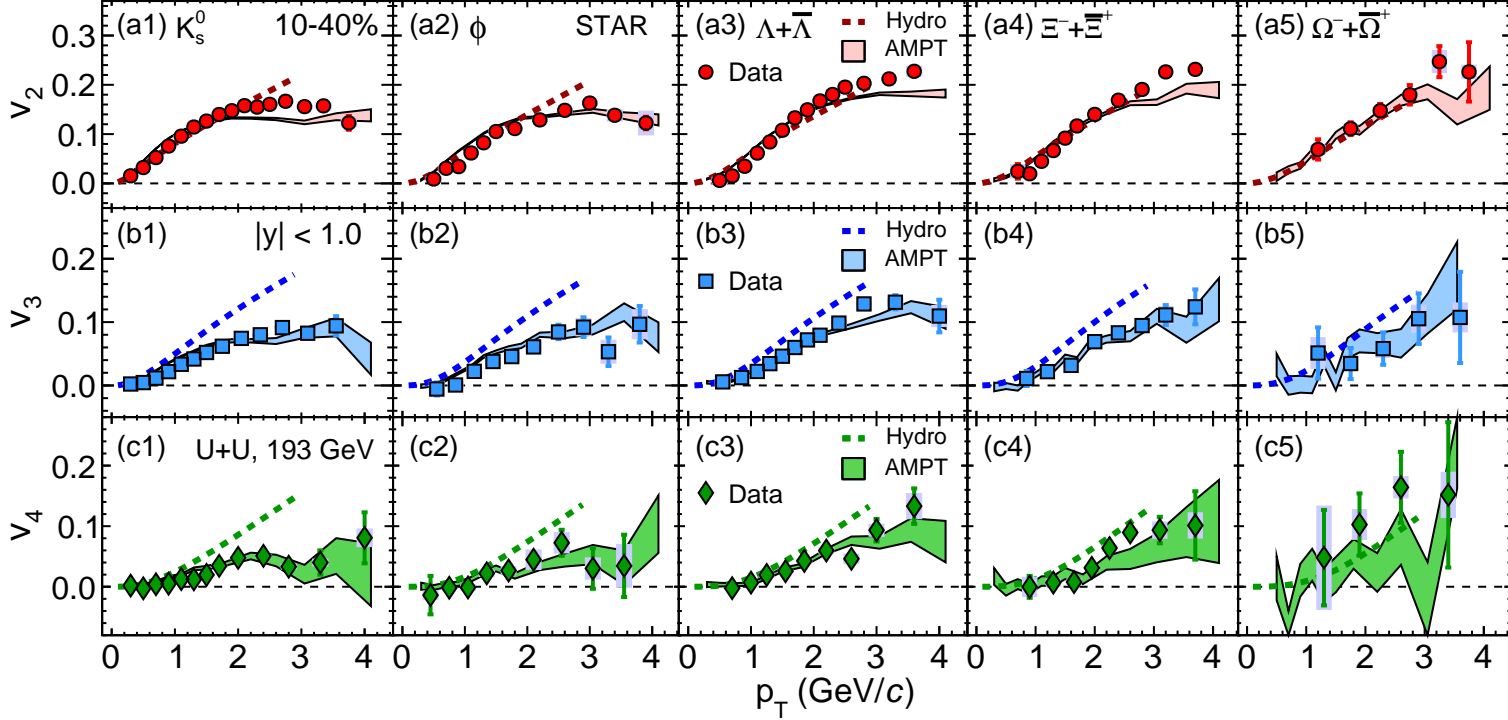 (a1) K⁰ₛ 10-40%
(a2) ϕ STAR
(a3) Λ+Λ̅ Hydro
AMPT
Data
(a4) Ξ⁻+Ξ̅⁺
(a5) Ω⁻+Ω̅⁺
v₂
0.3
0.2
0.1
0.0
(b1) |y| < 1.0
(b2)
(b3) Hydro
AMPT
Data
(b4)
(b5)
v₃
0.2
0.1
0.0
(c1) U+U, 193 GeV
(c2)
(c3) Hydro
AMPT
Data
(c4)
(c5)
v₄
0.2
0.1
0.0
0 1 2 3 4 0 1 2 3 4 0 1 2 3 4 0 1 2 3 4 0 1 2 3 4
p_T (GeV/c)